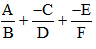 A/B + −C/D + −E/F